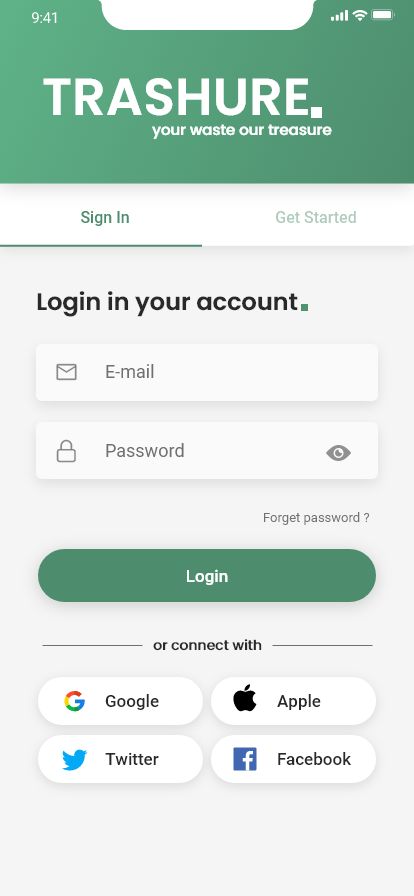 9:41
TRASHURE.
your waste our treasure
Sign In
Get Started
Login in your account.
E-mail
Password
Forget password ?
Login
or connect with
Google
Apple
Twitter
Facebook